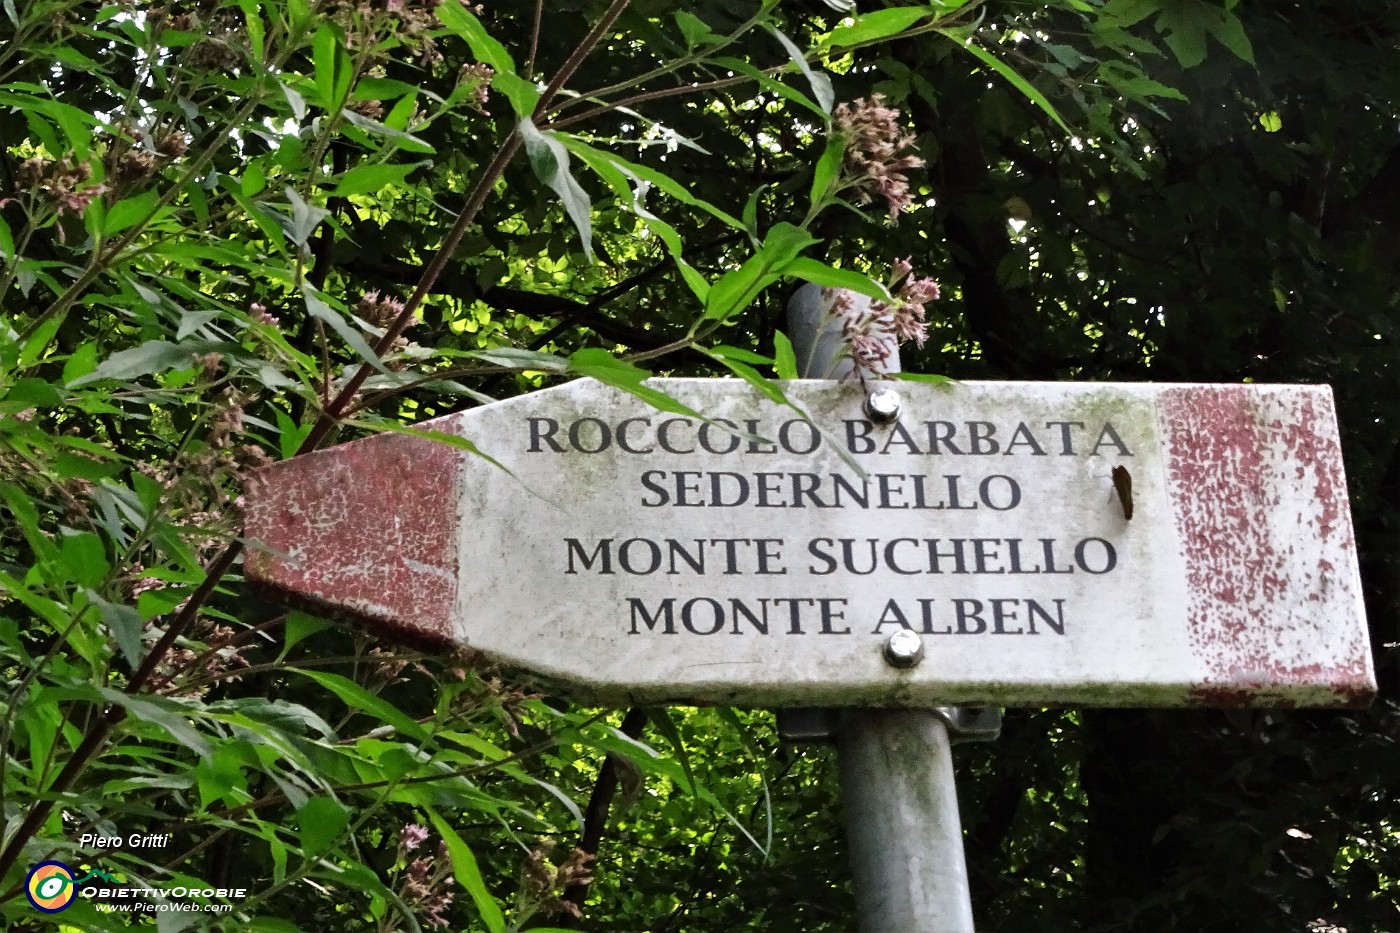 ROCCOLO BARBATA
SEDERNELLO
MONTE SUCHELLO
MONTE ALBEN
Piero Gritti
OBIETTIVOROBIE
www.PieroWeb.com